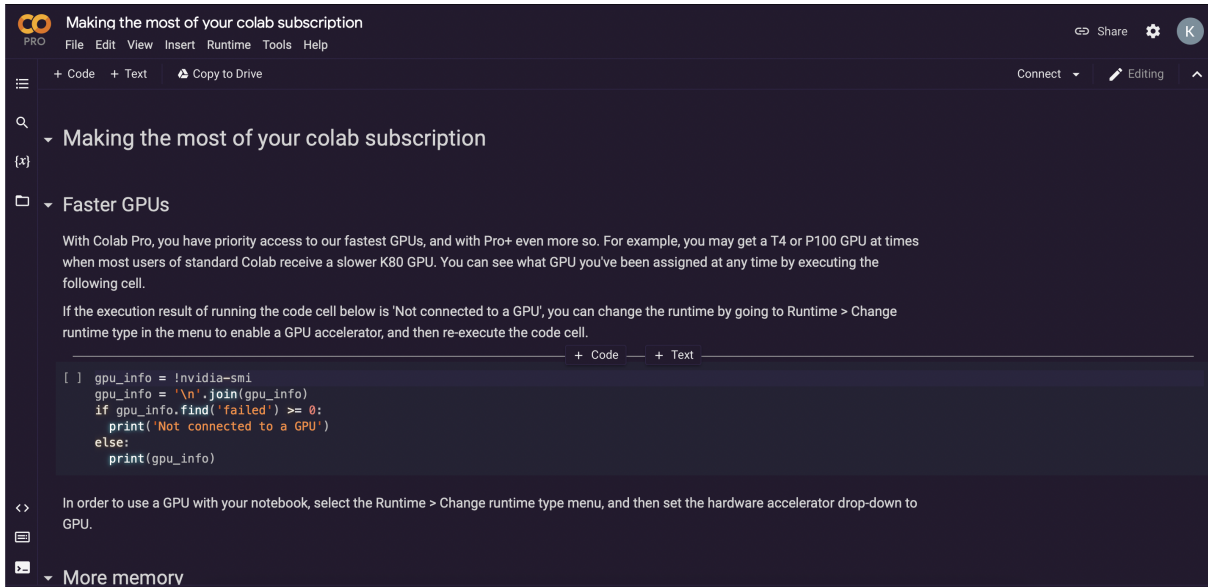 Making the most of your colab subscription
PRO
File Edit View Insert Runtime Tools Help
Share
K
+ Code + Text Copy to Drive
Connect
Editing
Making the most of your colab subscription
{x}
Faster GPUs
With Colab Pro, you have priority access to our fastest GPUs, and with Pro+ even more so. For example, you may get a T4 or P100 GPU at times
when most users of standard Colab receive a slower K80 GPU. You can see what GPU you've been assigned at any time by executing the
following cell.
If the execution result of running the code cell below is 'Not connected to a GPU', you can change the runtime by going to Runtime > Change
runtime type in the menu to enable a GPU accelerator, and then re-execute the code cell.
+ Code + Text
[ ] gpu_info = !nvidia-smi
gpu_info = '\n'.join(gpu_info)
if gpu_info.find('failed') >= 0:
  print('Not connected to a GPU')
else:
  print(gpu_info)
In order to use a GPU with your notebook, select the Runtime > Change runtime type menu, and then set the hardware accelerator drop-down to
GPU.
More memory